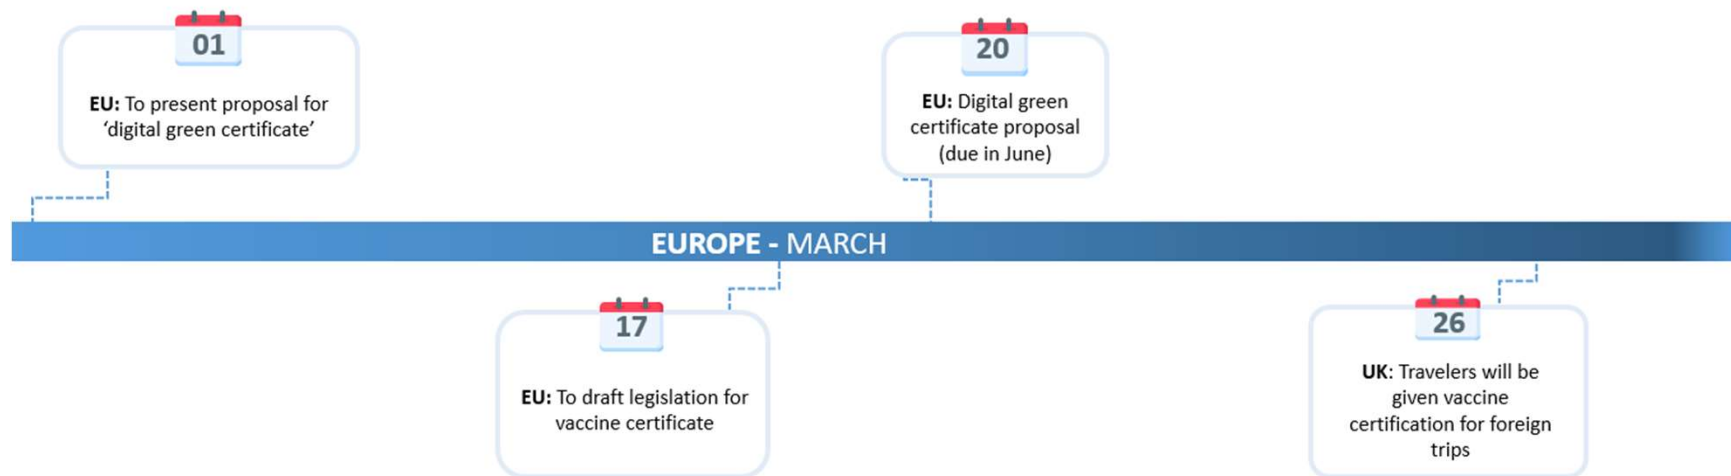 01
EU: To present proposal for
‘digital green certificate’
20
EU: Digital green
certificate proposal
(due in June)
EUROPE - MARCH
17
EU: To draft legislation for
vaccine certificate
26
UK: Travelers will be
given vaccine
certification for foreign
trips